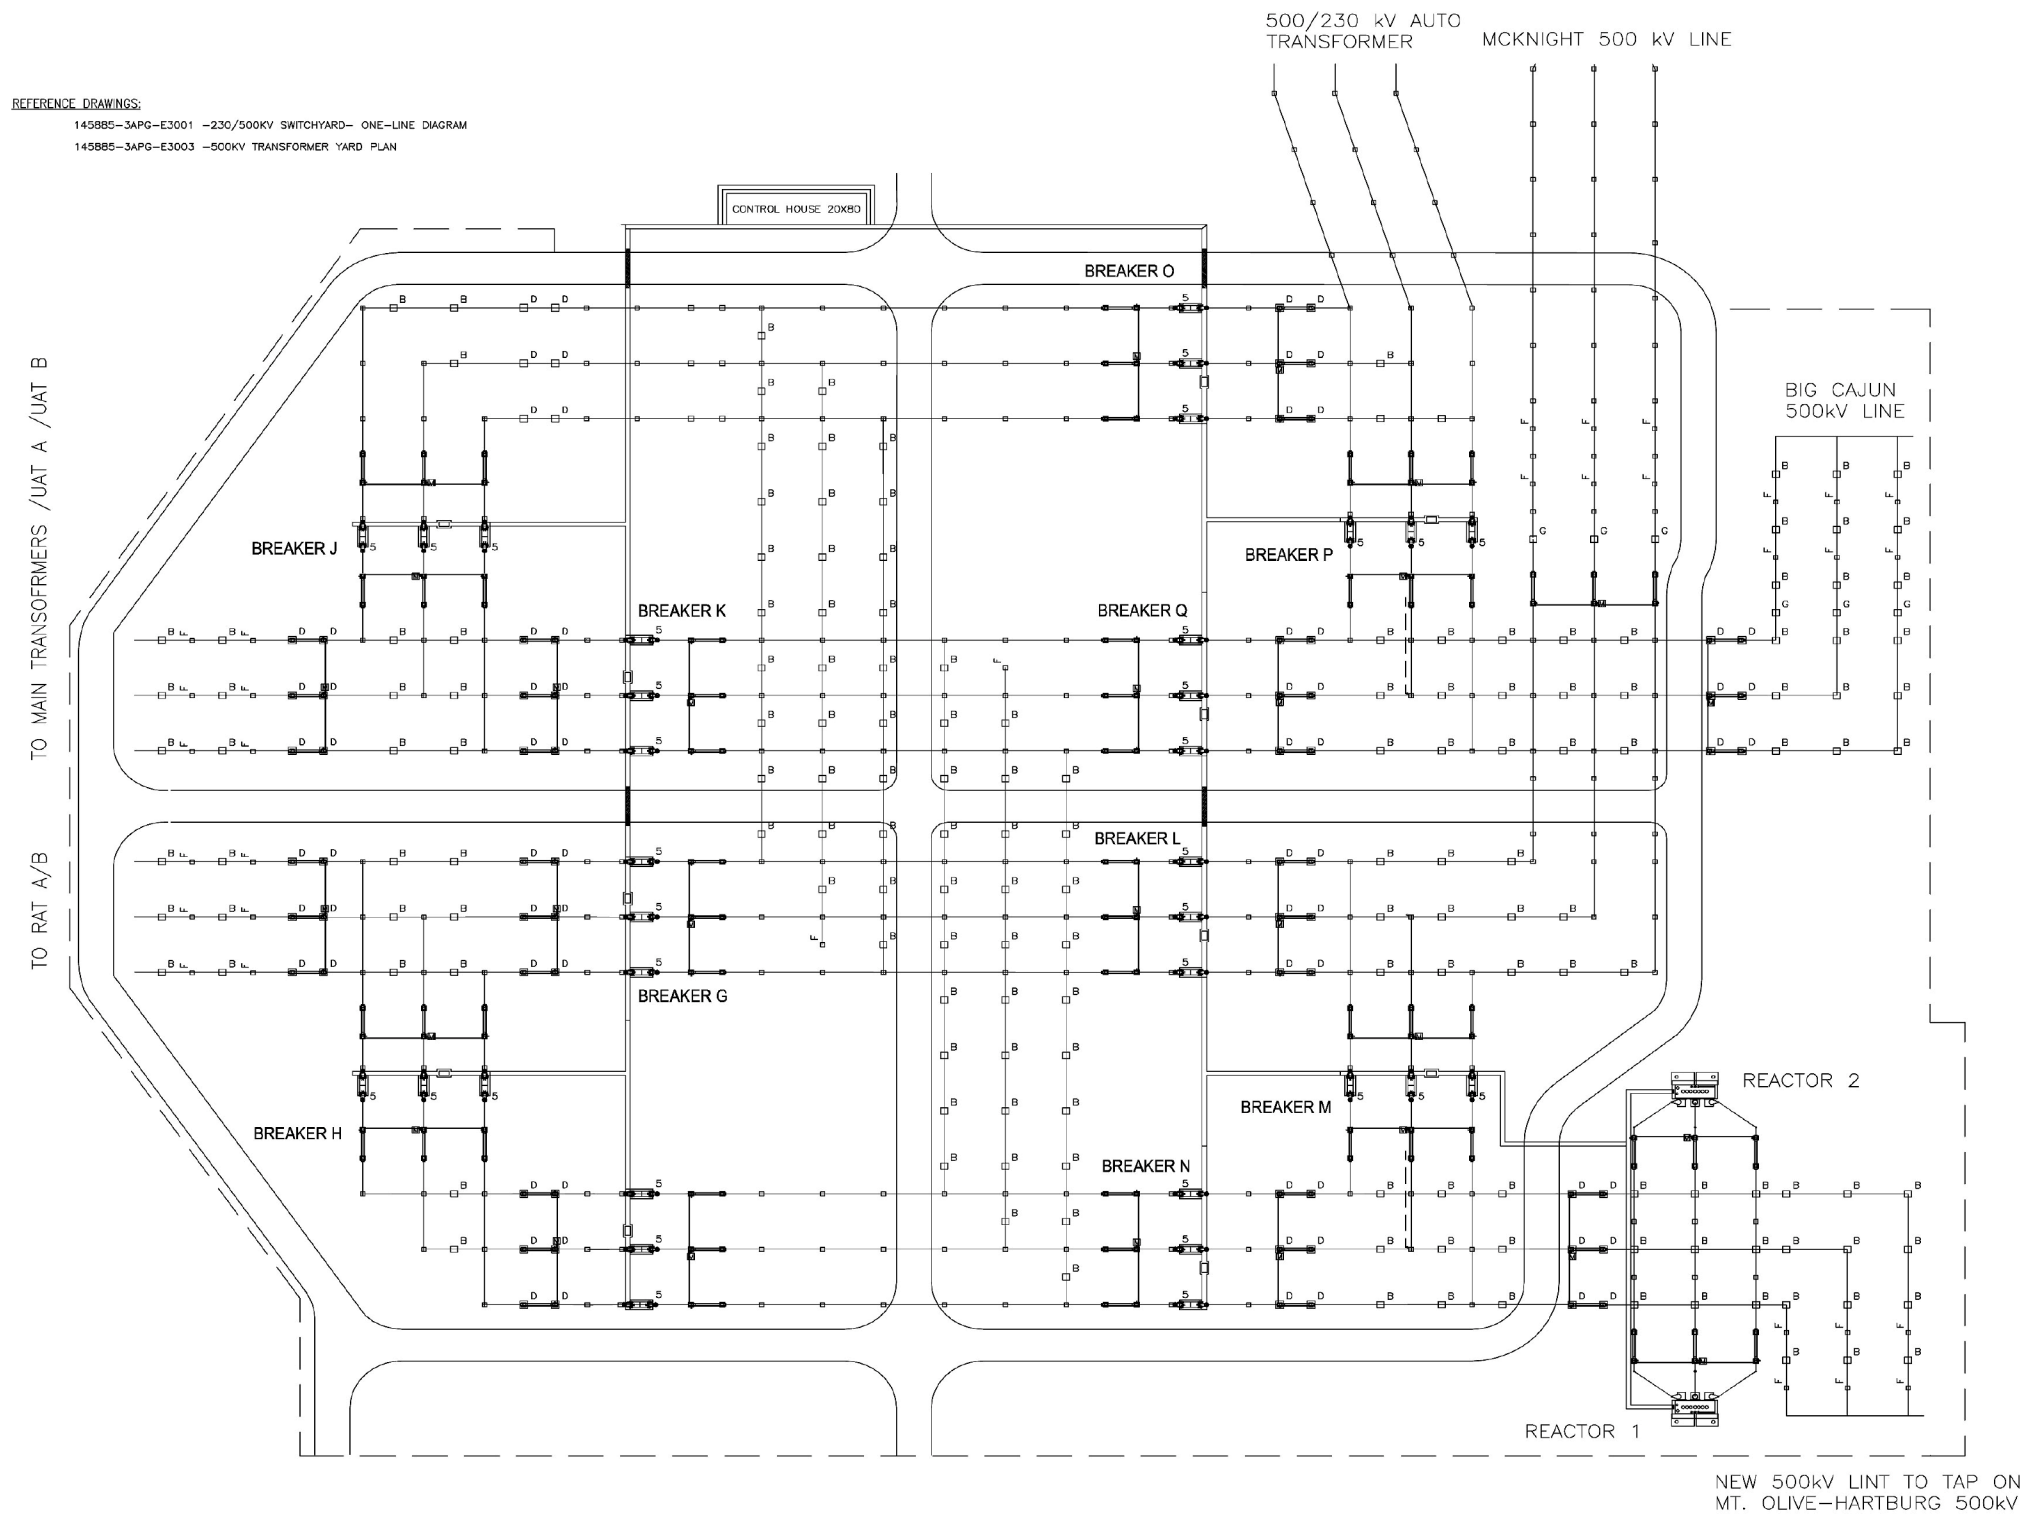 500/230 kV AUTO
TRANSFORMER
MCKNIGHT 500 kV LINE
REFERENCE DRAWINGS:
145885-3APG-E3001 -230/500KV SWITCHYARD- ONE-LINE DIAGRAM
145885-3APG-E3003 -500KV TRANSFORMER YARD PLAN
CONTROL HOUSE 20X80
BREAKER O
BIG CAJUN
500kV LINE
TO MAIN TRANSOFRMERS /UAT A /UAT B
BREAKER J
BREAKER P
BREAKER K
BREAKER Q
BREAKER L
TO RAT A/B
BREAKER G
REACTOR 2
BREAKER M
BREAKER H
BREAKER N
REACTOR 1
NEW 500kV LINT TO TAP ON
MT. OLIVE-HARTBURG 500kV